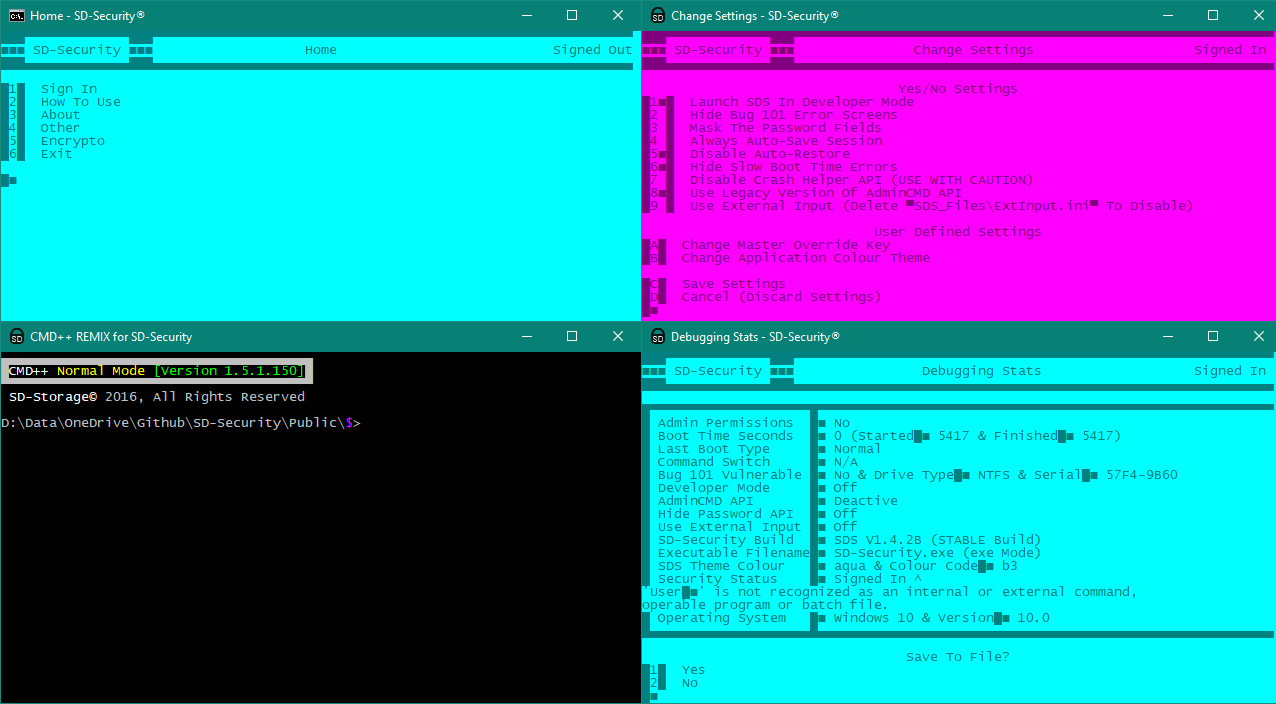 Home - SD-Security®
SD-Security Home Signed Out
1 Sign In
2 How To Use
3 About
4 Other
5 Encrypto
6 Exit
Change Settings - SD-Security®
SD-Security Change Settings Signed In
Yes/No Settings
1■ Launch SDS In Developer Mode
2 Hide Bug 101 Error Screens
3 Mask The Password Fields
4 Always Auto-Save Session
5■ Disable Auto-Restore
6■ Hide Slow Boot Time Errors
7 Disable Crash Helper API (USE WITH CAUTION)
8■ Use Legacy Version Of AdminCMD API
9 Use External Input (Delete "SDS_Files\ExtInput.ini" To Disable)
User Defined Settings
A Change Master Override Key
B Change Application Colour Theme
C Save Settings
D Cancel (Discard Settings)
CMD++ REMIX for SD-Security
CMD++ Normal Mode [Version 1.5.1.150]
SD-Storage© 2016, All Rights Reserved
D:\Data\OneDrive\Github\SD-Security\Public\$>
Debugging Stats - SD-Security®
SD-Security Debugging Stats Signed In
Admin Permissions ■ No
Boot Time Seconds ■ 0 (Started■ 5417 & Finished■ 5417)
Last Boot Type ■ Normal
Command Switch ■ N/A
Bug 101 Vulnerable ■ No & Drive Type■ NTFS & Serial■ 57F4-9B60
Developer Mode ■ Off
AdminCMD API ■ Deactive
Hide Password API ■ Off
Use External Input ■ Off
SD-Security Build ■ SDS V1.4.2B (STABLE Build)
Executable Filename ■ SD-Security.exe (exe Mode)
SDS Theme Colour ■ aqua & Colour Code■ b3
Security Status ■ Signed In ^
'User■' is not recognized as an internal or external command,
operable program or batch file.
Operating System ■ Windows 10 & Version■ 10.0
Save To File?
1 Yes
2 No